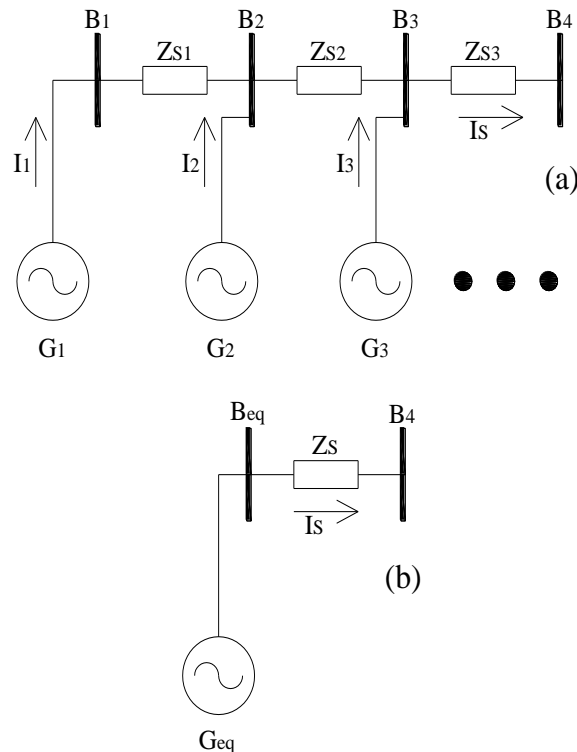 B1 B2 B3 B4
ZS1 ZS2 ZS3
I1 I2 I3 IS
(a)
G1 G2 G3
Beq B4
ZS
IS
(b)
Geq